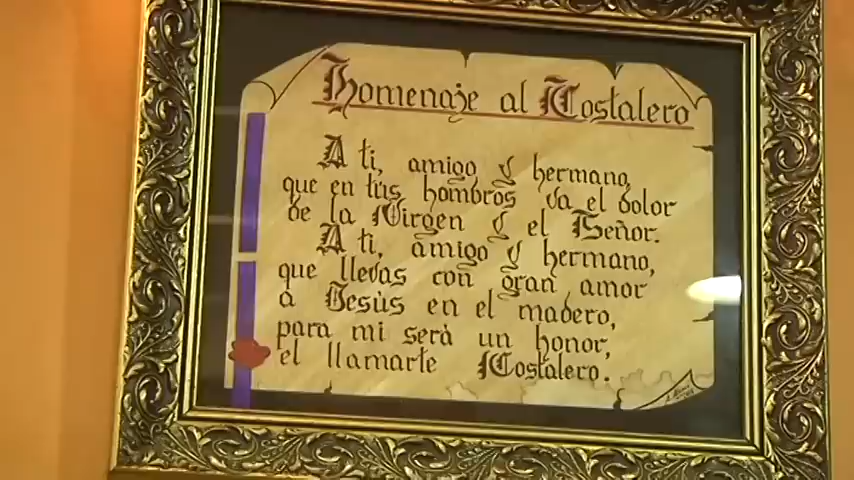 Homenaje al Costalero
A ti, amigo y hermano,
que en tus hombros va el dolor
de la Virgen y el Señor.
A ti, amigo y hermano,
que llevas con gran amor
a Jesús en el madero,
para mi será un honor,
el llamarte Costalero.